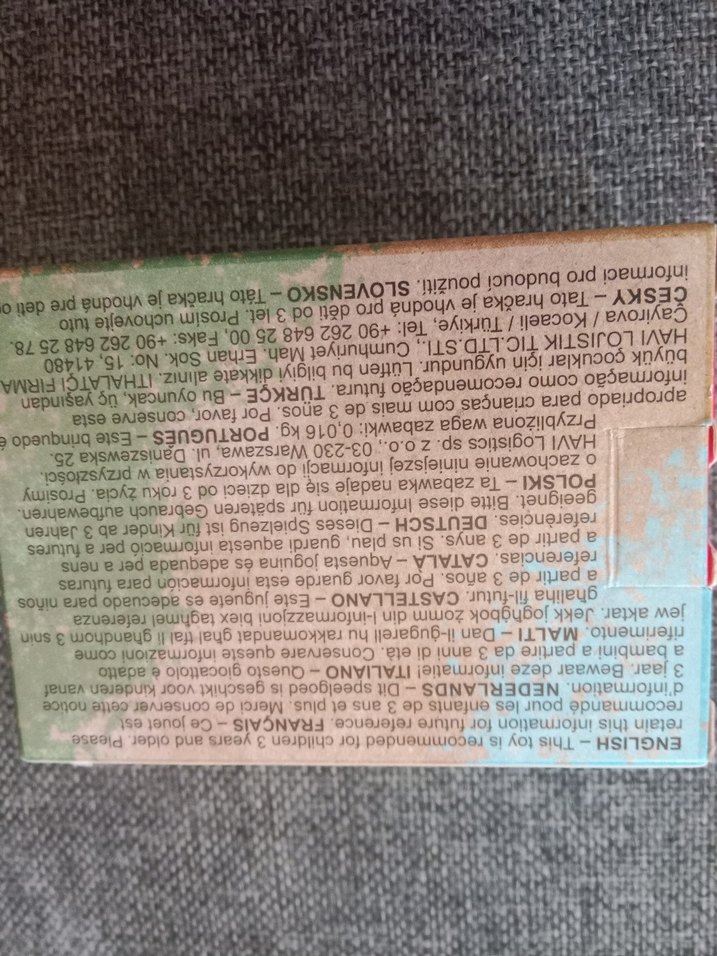 ENGLISH – This toy is recommended for children 3 years and older. Please
retain this information for future reference. FRANÇAIS – Ce jouet est
recommandé pour les enfants de 3 ans et plus. Merci de conserver cette notice
d'information. NEDERLANDS – Dit speelgoed is geschikt voor kinderen vanaf
3 jaar. Bewaar deze informatie! ITALIANO – Questo giocattolo è adatto
a bambini a partire da 3 anni di età. Conservare queste informazioni come
riferimento. MALTI – Dan il-ġugarell hu rakkomandat għal tfal li għandhom 3 snin
jew aktar. Jekk jogħġbok żomm din l-informazzjoni biex tagħmel referenza
għaliha fil-futur. CASTELLANO – Este juguete es adecuado para niños
a partir de 3 años. Por favor guarde esta información para futuras
referencias. CATALÀ – Aquesta joguina és adequada per a nens
a partir de 3 anys. Si us plau, guardi aquesta informació per a futures
referències. DEUTSCH – Dieses Spielzeug ist für Kinder ab 3 Jahren
geeignet. Bitte diese Information für späteren Gebrauch aufbewahren.
POLSKI – Ta zabawka nadaje się dla dzieci od 3 roku życia. Prosimy
o zachowanie niniejszej informacji do wykorzystania w przyszłości.
HAVI Logistics sp. z o.o., 03-230 Warszawa, ul. Daniszewska 25.
Przybliżona waga zabawki: 0,016 kg. PORTUGUÊS – Este brinquedo é
apropriado para crianças com mais de 3 anos. Por favor, conserve esta
informação como recomendação futura. TÜRKÇE – Bu oyuncak, üç yaşından
büyük çocuklar için uygundur. Lütfen bu bilgiyi dikkate alınız. İTHALATÇI FİRMA
HAVI LOJİSTİK TİC.LTD.ŞTİ., Cumhuriyet Mah. Erhan Sok. No: 15, 41480
Çayirova / Kocaeli / Türkiye, Tel: +90 262 648 25 00, Faks: +90 262 648 25 78.
ČESKY – Tato hračka je vhodná pro děti od 3 let. Prosím uchovejte tuto
informaci pro budoucí použití. SLOVENSKO – Táto hračka je vhodná pre deti